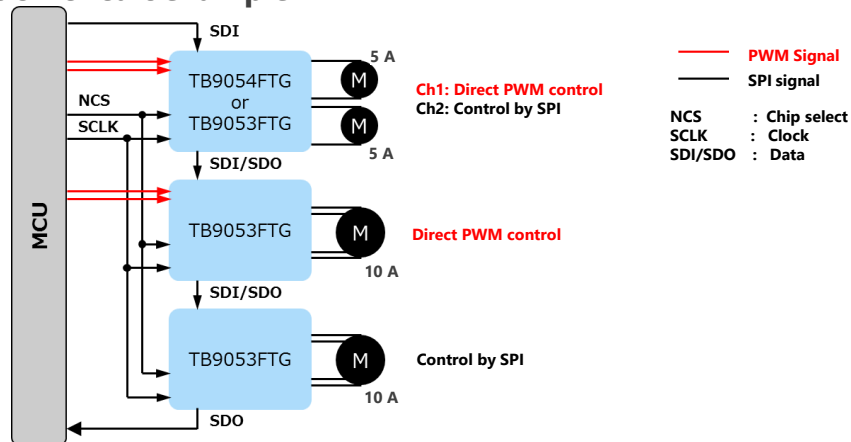 SDI
5 A
TB9054FTG
or
TB9053FTG
M
M
Ch1: Direct PWM control
Ch2: Control by SPI
PWM Signal
SPI signal
NCS : Chip select
SCLK : Clock
SDI/SDO : Data
NCS
SCLK
5 A
SDI/SDO
MCU
TB9053FTG
M
Direct PWM control
10 A
SDI/SDO
TB9053FTG
M
Control by SPI
10 A
SDO